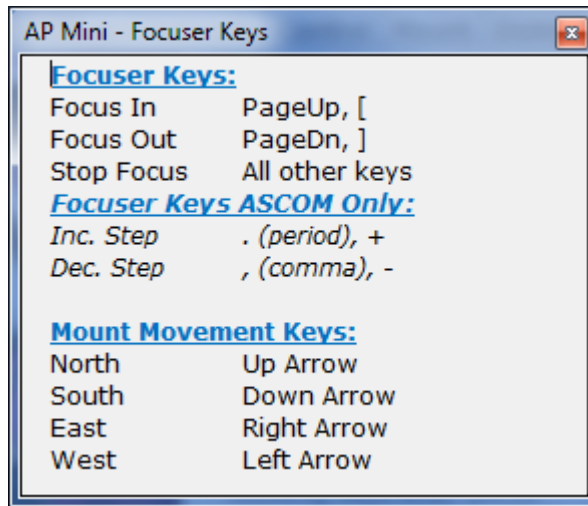 AP Mini - Focuser Keys
Focuser Keys:
Focus In PageUp, [
Focus Out PageDn, ]
Stop Focus All other keys
Focuser Keys ASCOM Only:
Inc. Step . (period), +
Dec. Step , (comma), -
Mount Movement Keys:
North Up Arrow
South Down Arrow
East Right Arrow
West Left Arrow